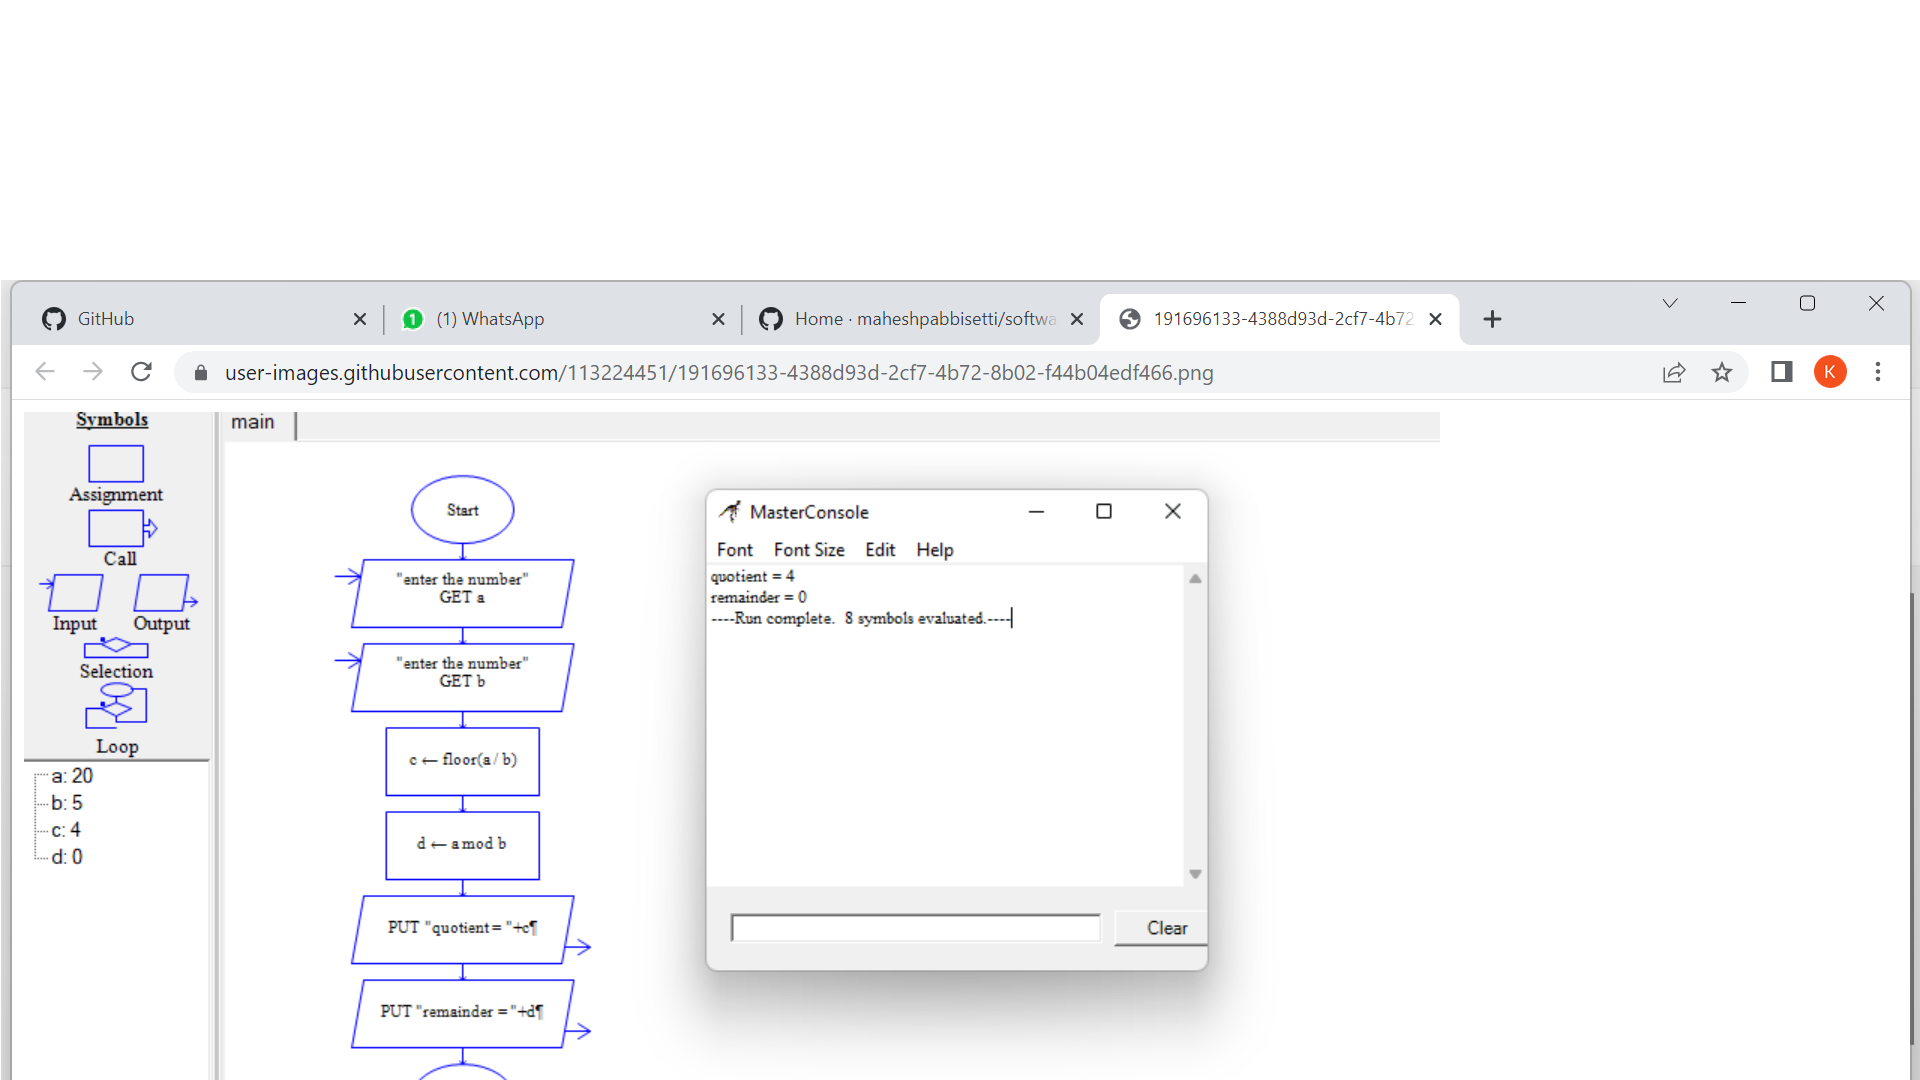 GitHub
1
(1) WhatsApp
Home · maheshpabbisetti/softwa
191696133-4388d93d-2cf7-4b72
user-images.githubusercontent.com/113224451/191696133-4388d93d-2cf7-4b72-8b02-f44b04edf466.png
K
Symbols
Assignment
Call
Input
Output
Selection
Loop
a: 20
b: 5
c: 4
d: 0
main
Start
"enter the number"
GET a
"enter the number"
GET b
c ← floor(a / b)
d ← a mod b
PUT "quotient = "+c¶
PUT "remainder = "+d¶
MasterConsole
Font Font Size Edit Help
quotient = 4
remainder = 0
----Run complete. 8 symbols evaluated.----
Clear